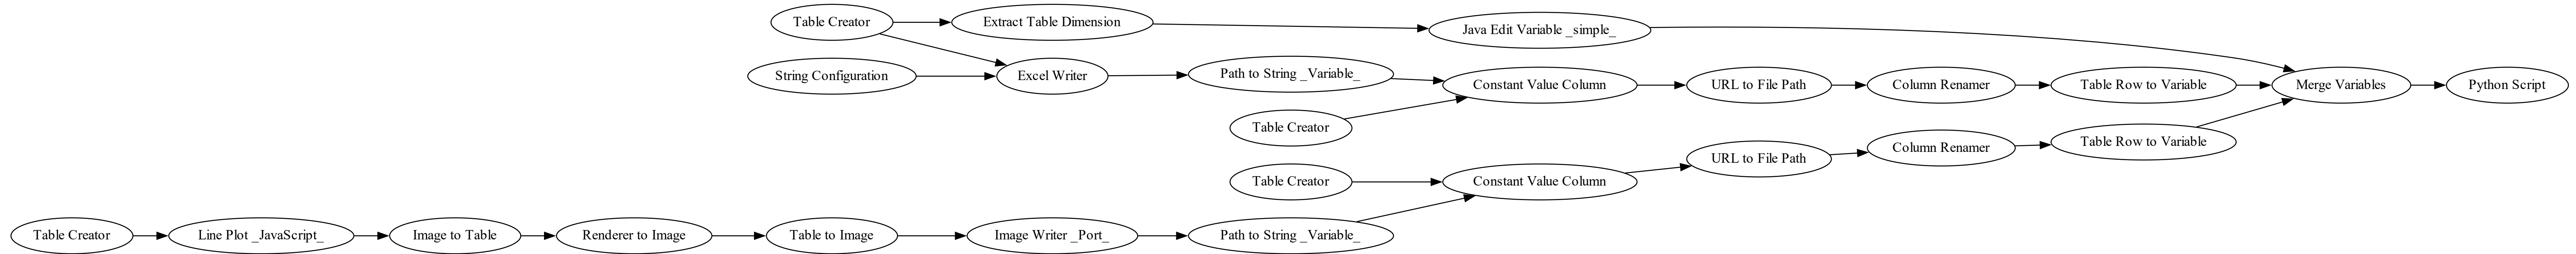 Table Creator
Extract Table Dimension
Java Edit Variable _simple_
String Configuration
Excel Writer
Path to String _Variable_
Constant Value Column
URL to File Path
Column Renamer
Table Row to Variable
Merge Variables
Python Script
Table Creator
Table Creator
Constant Value Column
URL to File Path
Column Renamer
Table Row to Variable
Table Creator
Line Plot _JavaScript_
Image to Table
Renderer to Image
Table to Image
Image Writer _Port_
Path to String _Variable_